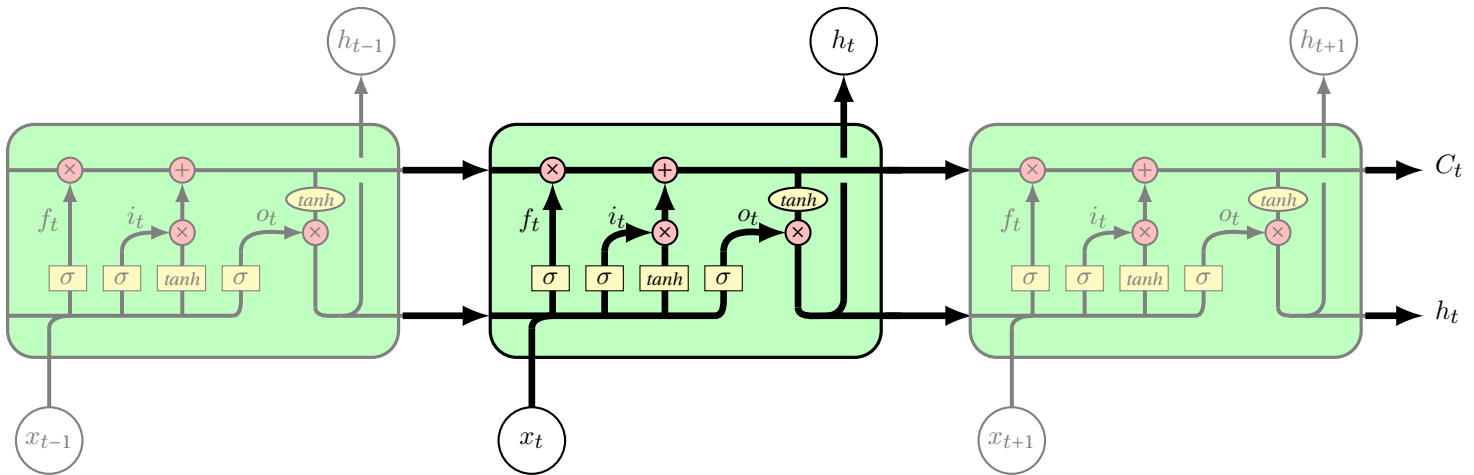 h_{t-1} h_t h_{t+1}
× + × + × + C_t
tanh tanh tanh
f_t i_t o_t f_t i_t o_t f_t i_t o_t
× × × × × ×
σ σ tanh σ σ σ tanh σ σ σ tanh σ
h_t
x_{t-1} x_t x_{t+1}